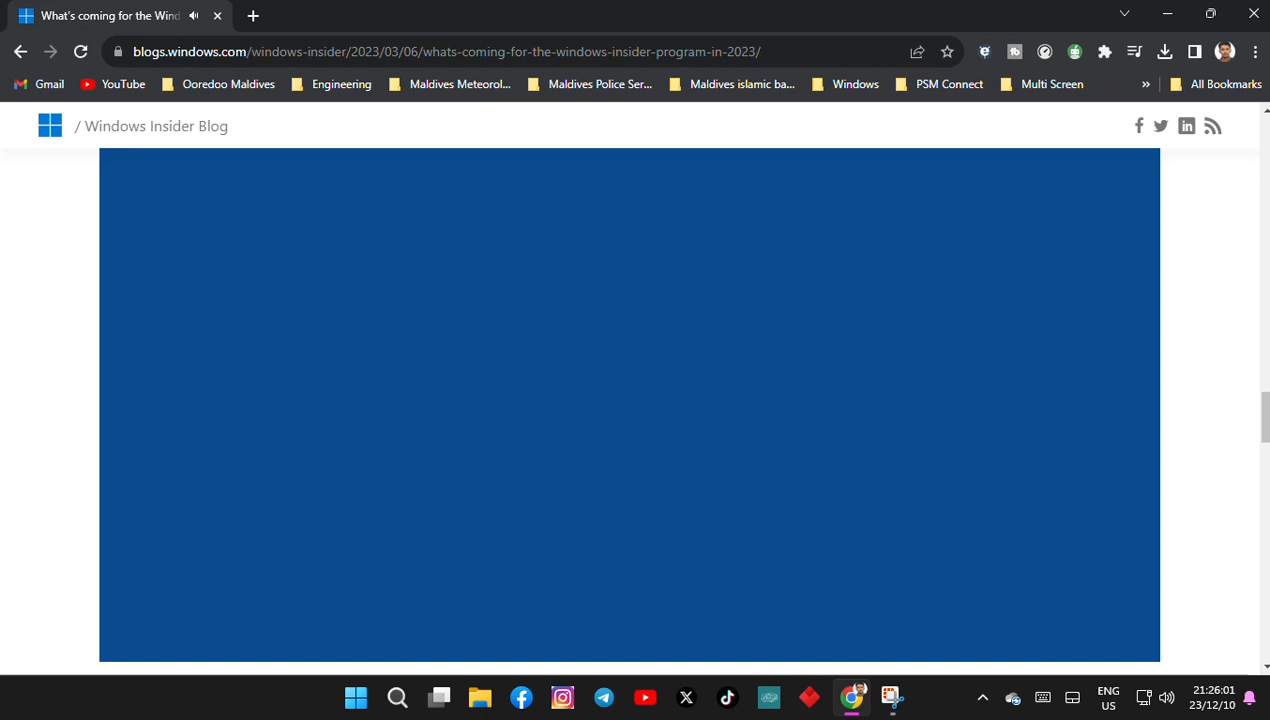 What's coming for the Wind
blogs.windows.com/windows-insider/2023/03/06/whats-coming-for-the-windows-insider-program-in-2023/
Gmail YouTube Ooredoo Maldives Engineering Maldives Meteorol... Maldives Police Ser... Maldives islamic ba... Windows PSM Connect Multi Screen » All Bookmarks
/ Windows Insider Blog
ENG 21:26:01
US 23/12/10